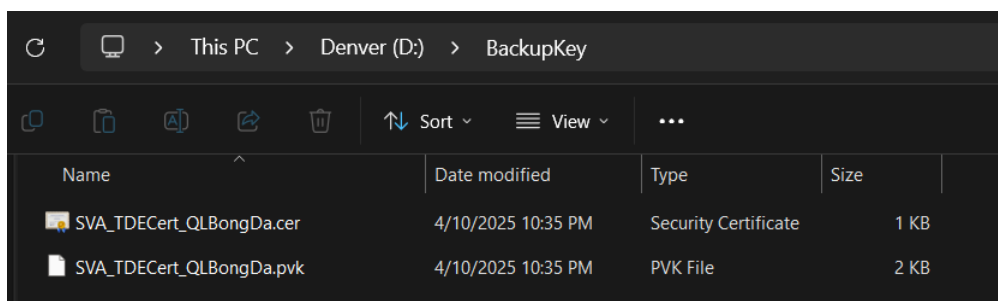 This PC > Denver (D:) > BackupKey
Sort View
Name Date modified Type Size
SVA_TDECert_QLBongDa.cer 4/10/2025 10:35 PM Security Certificate 1 KB
SVA_TDECert_QLBongDa.pvk 4/10/2025 10:35 PM PVK File 2 KB